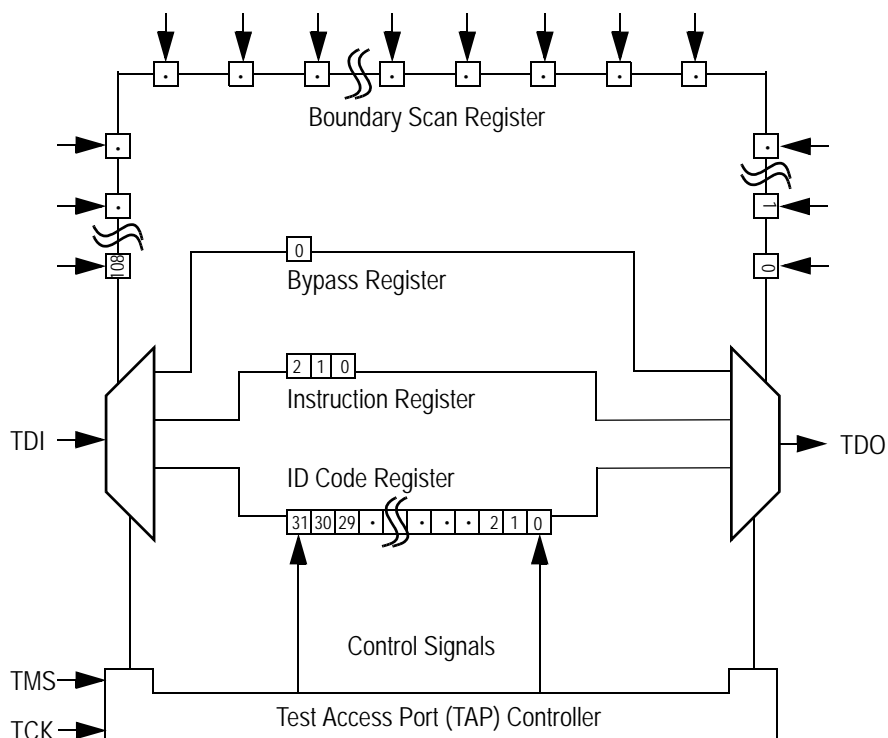 Boundary Scan Register
1
108
0
0
Bypass Register
2 1 0
Instruction Register
TDI
TDO
ID Code Register
31 30 29 · · · · 2 1 0
Control Signals
TMS
Test Access Port (TAP) Controller
TCK